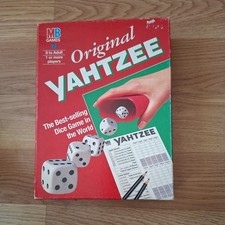 MB
GAMES
8 to Adult
1 or more
players
Original
YAHTZEE
The Best-selling
Dice Game in
the World
YAHTZEE